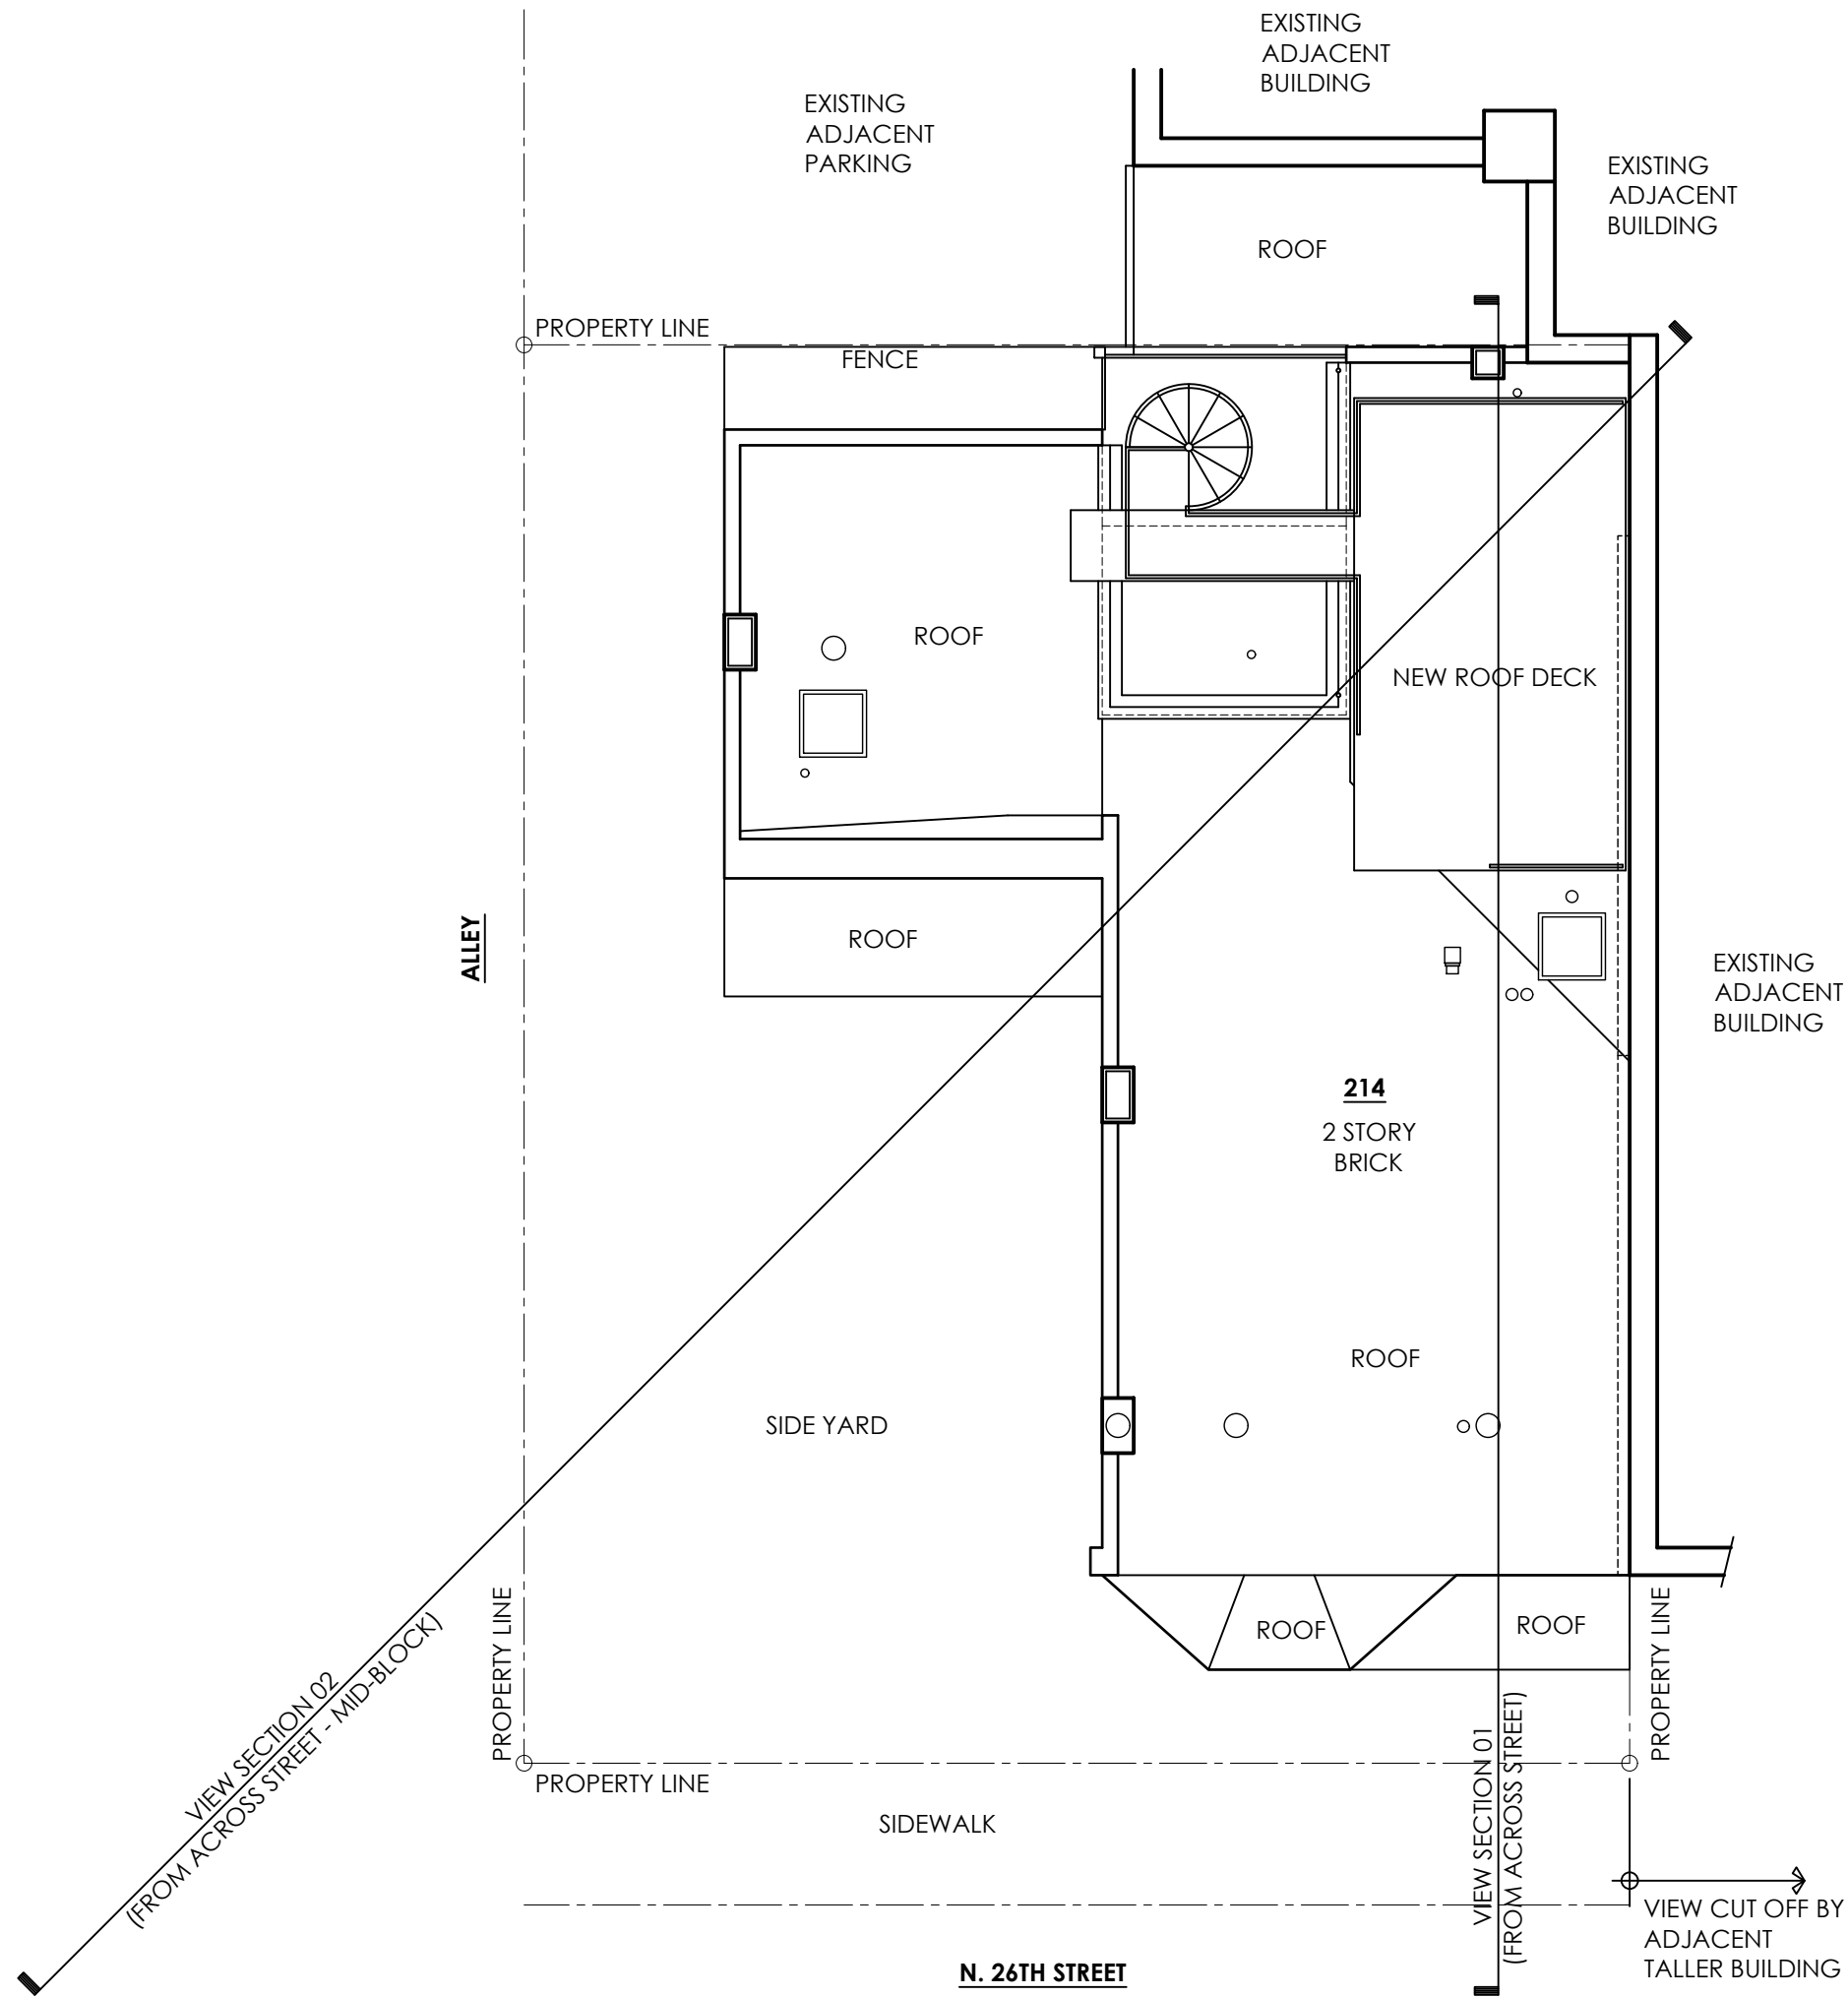 EXISTING
ADJACENT
BUILDING
EXISTING
ADJACENT
PARKING
EXISTING
ADJACENT
BUILDING
ROOF
PROPERTY LINE
FENCE
ROOF
NEW ROOF DECK
ALLEY
ROOF
EXISTING
ADJACENT
BUILDING
214
2 STORY
BRICK
ROOF
SIDE YARD
PROPERTY LINE
ROOF
ROOF
PROPERTY LINE
VIEW SECTION 02
(FROM ACROSS STREET - MID-BLOCK)
PROPERTY LINE
SIDEWALK
VIEW SECTION 01
(FROM ACROSS STREET)
VIEW CUT OFF BY
ADJACENT
TALLER BUILDING
N. 26TH STREET